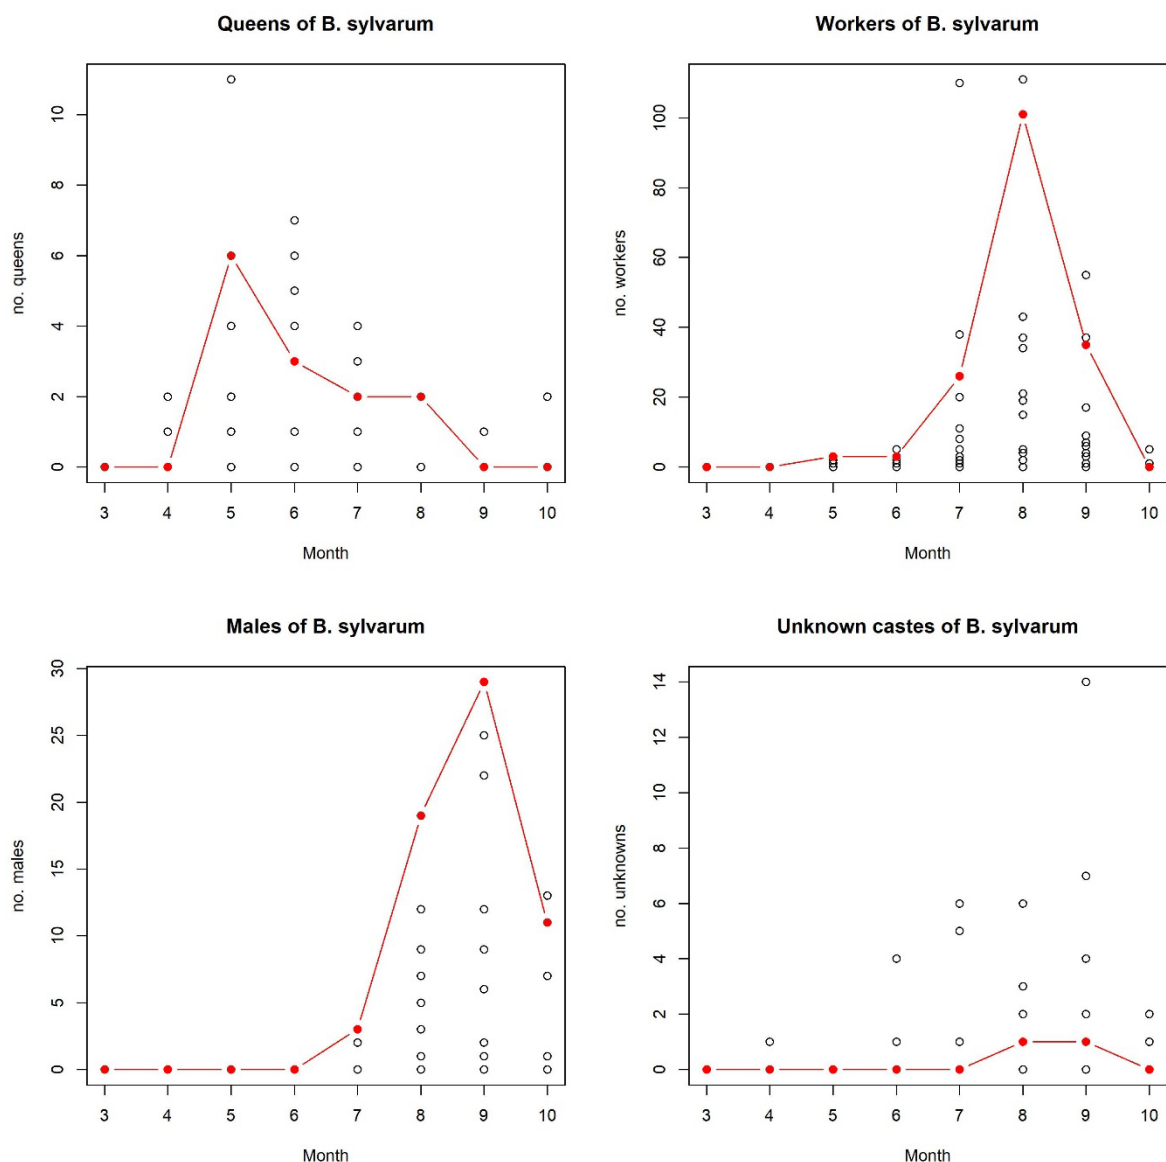 Queens of B. sylvarum
no. queens
10
8
6
4
2
0
3 4 5 6 7 8 9 10
Month
Workers of B. sylvarum
no. workers
100
80
60
40
20
0
3 4 5 6 7 8 9 10
Month
Males of B. sylvarum
no. males
30
25
20
15
10
5
0
3 4 5 6 7 8 9 10
Month
Unknown castes of B. sylvarum
no. unknowns
14
12
10
8
6
4
2
0
3 4 5 6 7 8 9 10
Month